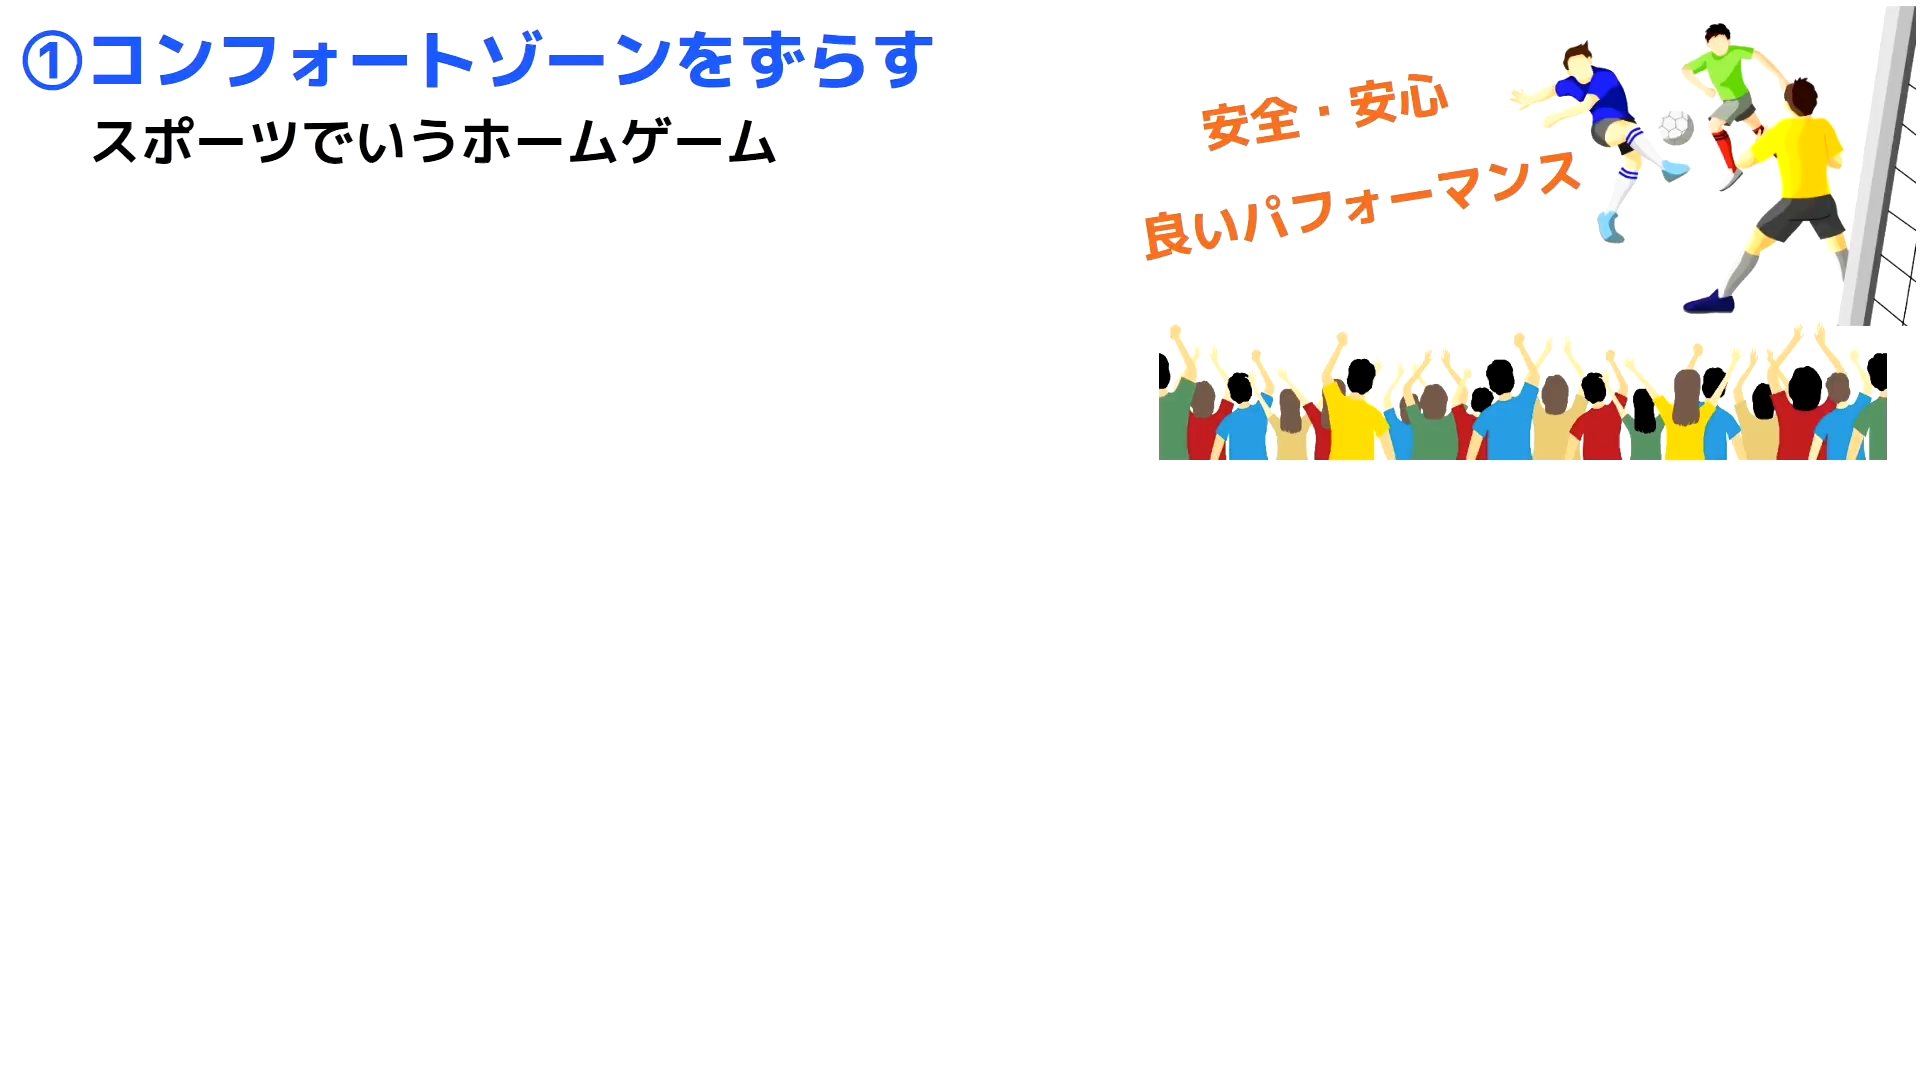 ①コンフォートゾーンをずらす
スポーツでいうホームゲーム
安全・安心
良いパフォーマンス